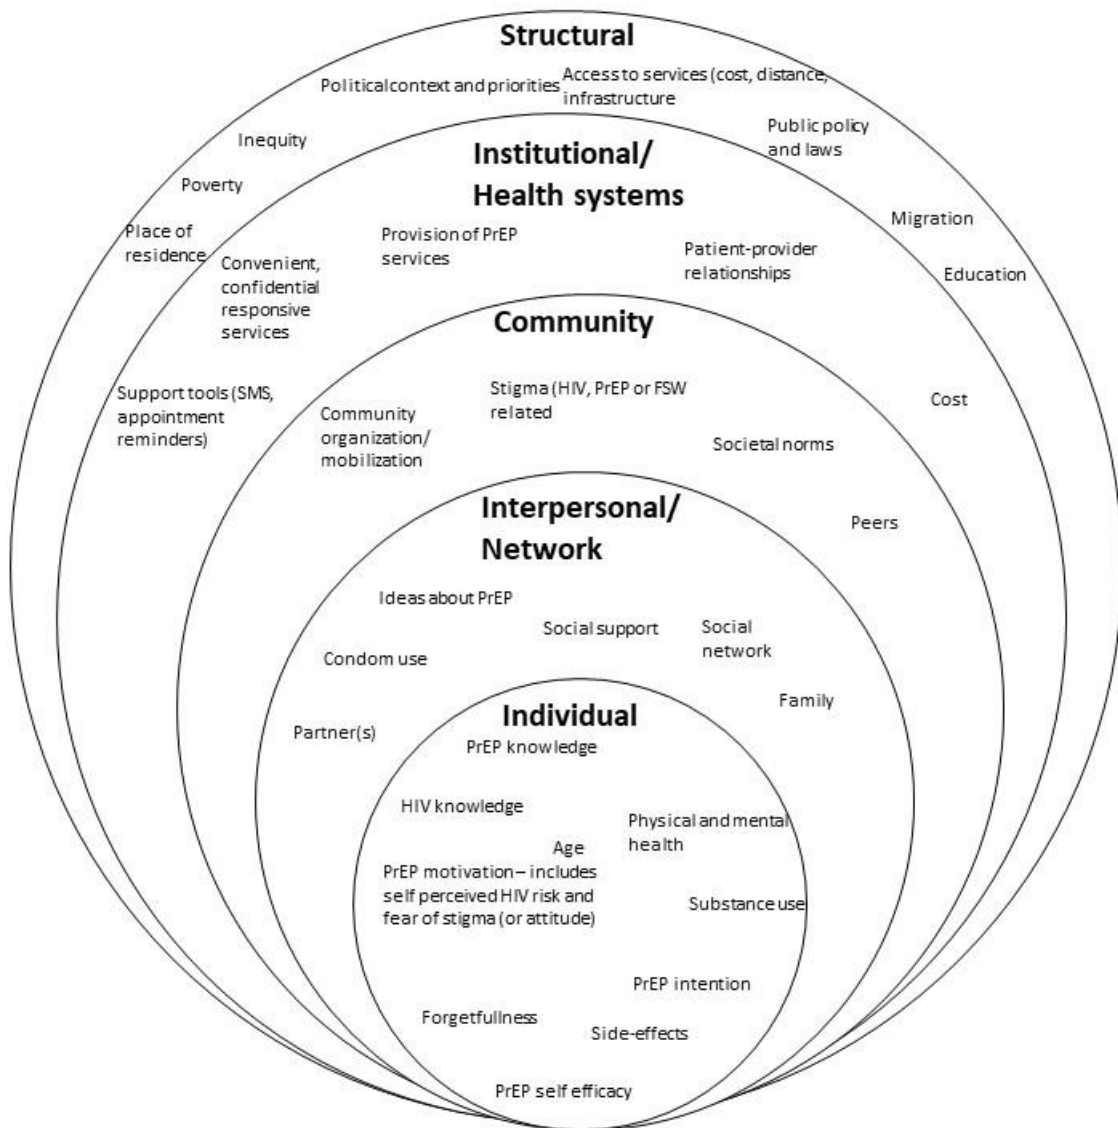 Structural
Political context and priorities
Access to services (cost, distance,
infrastructure
Inequity
Public policy
and laws
Poverty
Place of
residence
Migration
Education
Institutional/
Health systems
Provision of PrEP
services
Patient-provider
relationships
Convenient,
confidential
responsive
services
Support tools (SMS,
appointment
reminders)
Cost
Community
Stigma (HIV, PrEP or FSW
related
Community
organization/
mobilization
Societal norms
Peers
Interpersonal/
Network
Ideas about PrEP
Social support
Social
network
Condom use
Family
Partner(s)
Individual
PrEP knowledge
HIV knowledge
Physical and mental
health
Age
PrEP motivation – includes
self perceived HIV risk and
fear of stigma (or attitude)
Substance use
PrEP intention
Forgetfullness
Side-effects
PrEP self efficacy